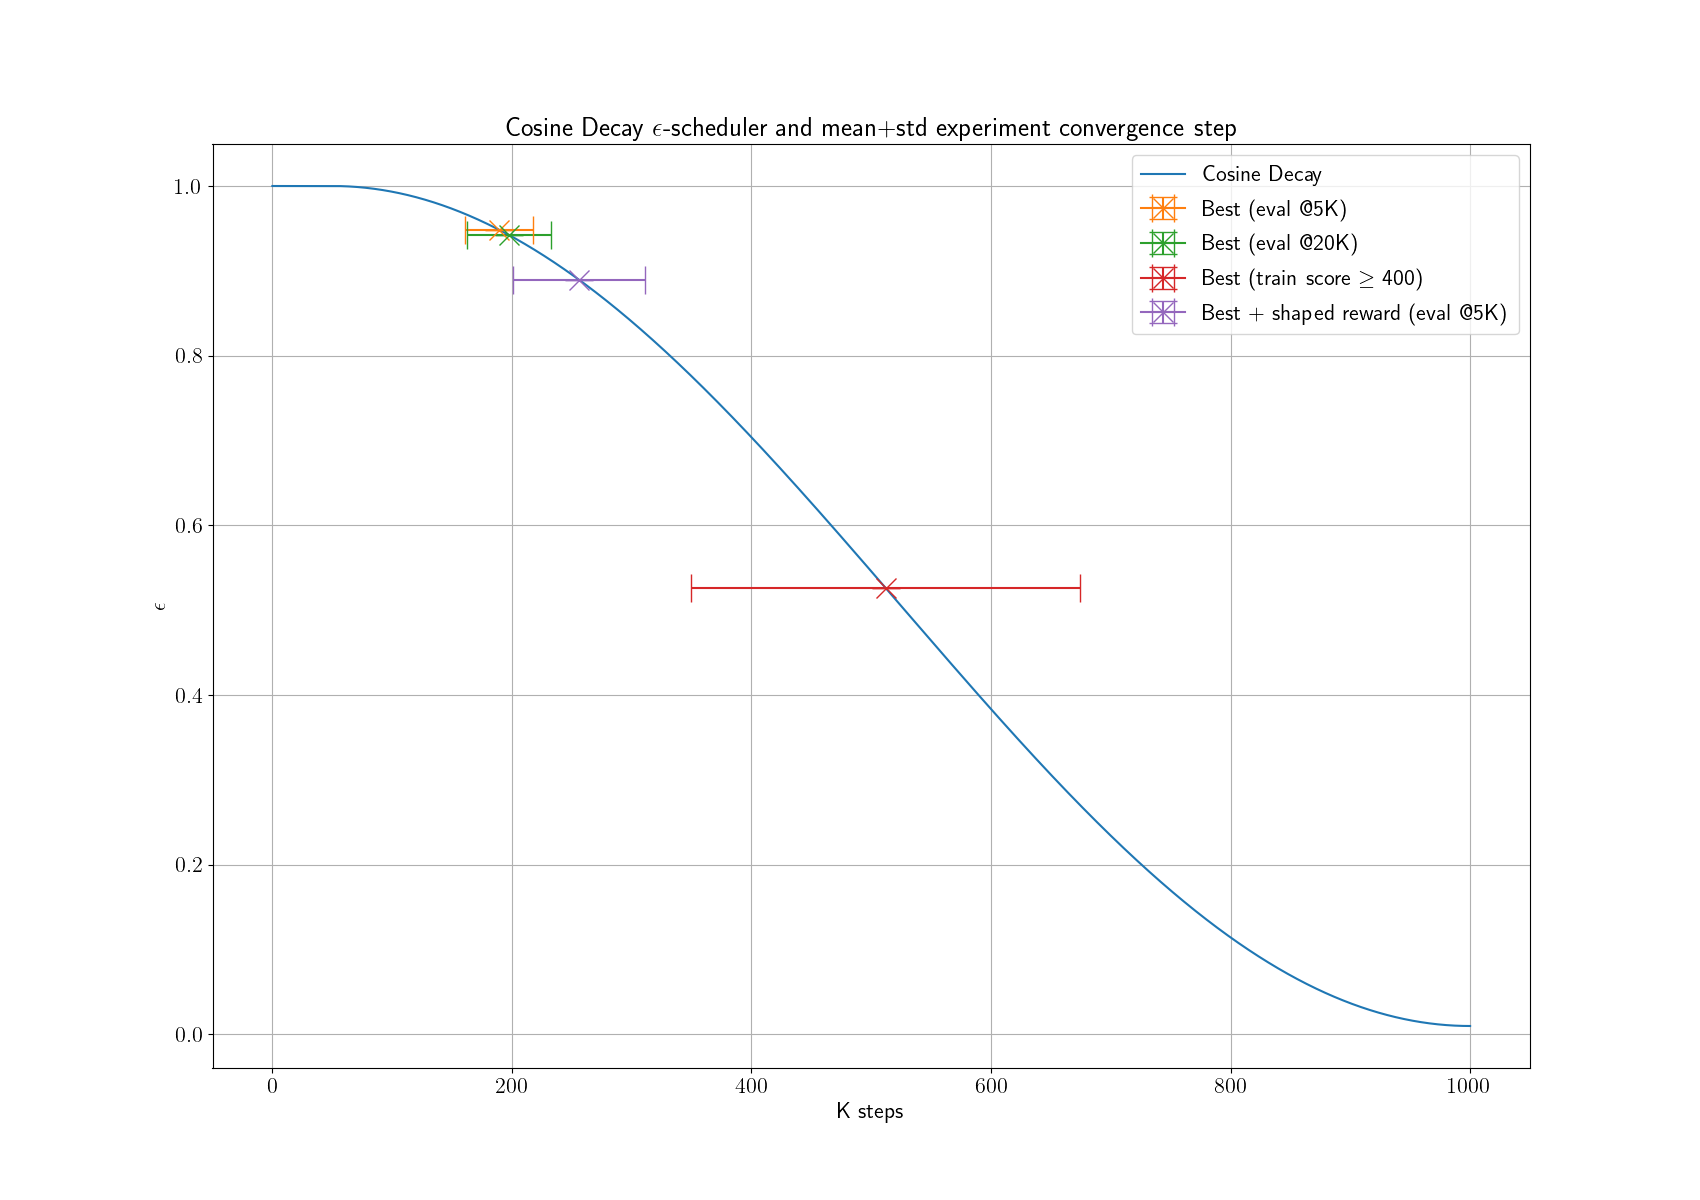 Cosine Decay ϵ-scheduler and mean+std experiment convergence step
Cosine Decay
Best (eval @5K)
Best (eval @20K)
Best (train score ≥ 400)
Best + shaped reward (eval @5K)
1.0
0.8
0.6
0.4
0.2
0.0
ϵ
0 200 400 600 800 1000
K steps